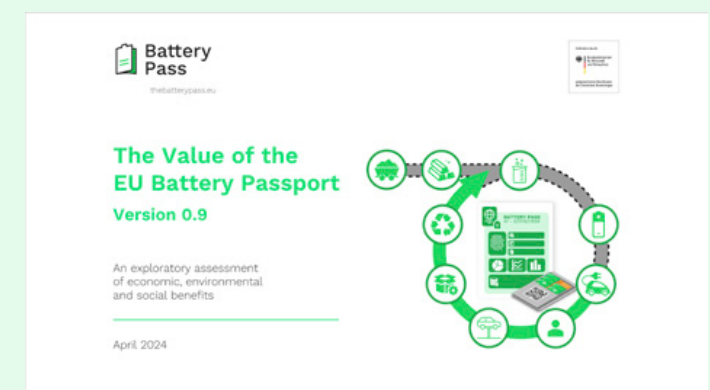 Battery
Pass
thebatterypass.eu
The Value of the
EU Battery Passport
Version 0.9
An exploratory assessment
of economic, environmental
and social benefits
April 2024
BATTERY PASS